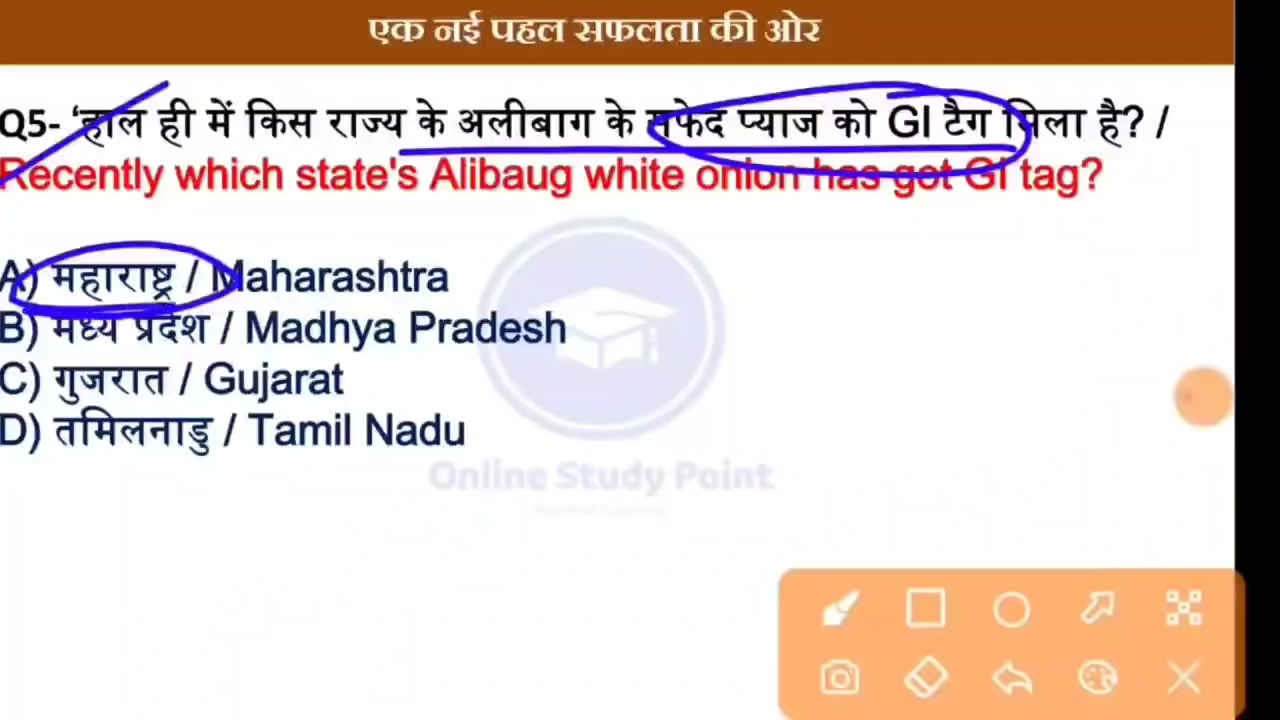 एक नई पहल सफलता की ओर
Q5- ‘हाल ही में किस राज्य के अलीबाग के सफेद प्याज को GI टैग मिला है? /
Recently which state's Alibaug white onion has got GI tag?
A) महाराष्ट्र / Maharashtra
B) मध्य प्रदेश / Madhya Pradesh
C) गुजरात / Gujarat
D) तमिलनाडु / Tamil Nadu
Online Study Point